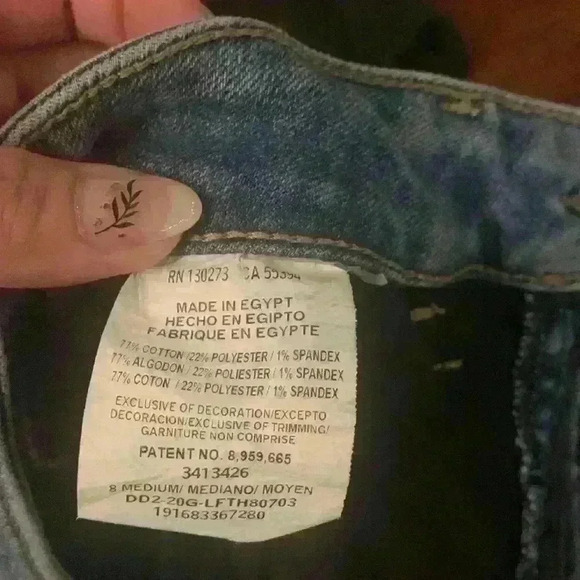 RN 130273 CA 55394
MADE IN EGYPT
HECHO EN EGIPTO
FABRIQUE EN EGYPTE
77% COTTON / 22% POLYESTER / 1% SPANDEX
77% ALGODON / 22% POLIESTER / 1% SPANDEX
77% COTON / 22% POLYESTER / 1% SPANDEX
EXCLUSIVE OF DECORATION/EXCEPTO
DECORACION/EXCLUSIVE OF TRIMMING/
GARNITURE NON COMPRISE
PATENT NO. 8,959,665
3413426
8 MEDIUM/ MEDIANO/ MOYEN
DD2-20G-LFTH80703
191683367280